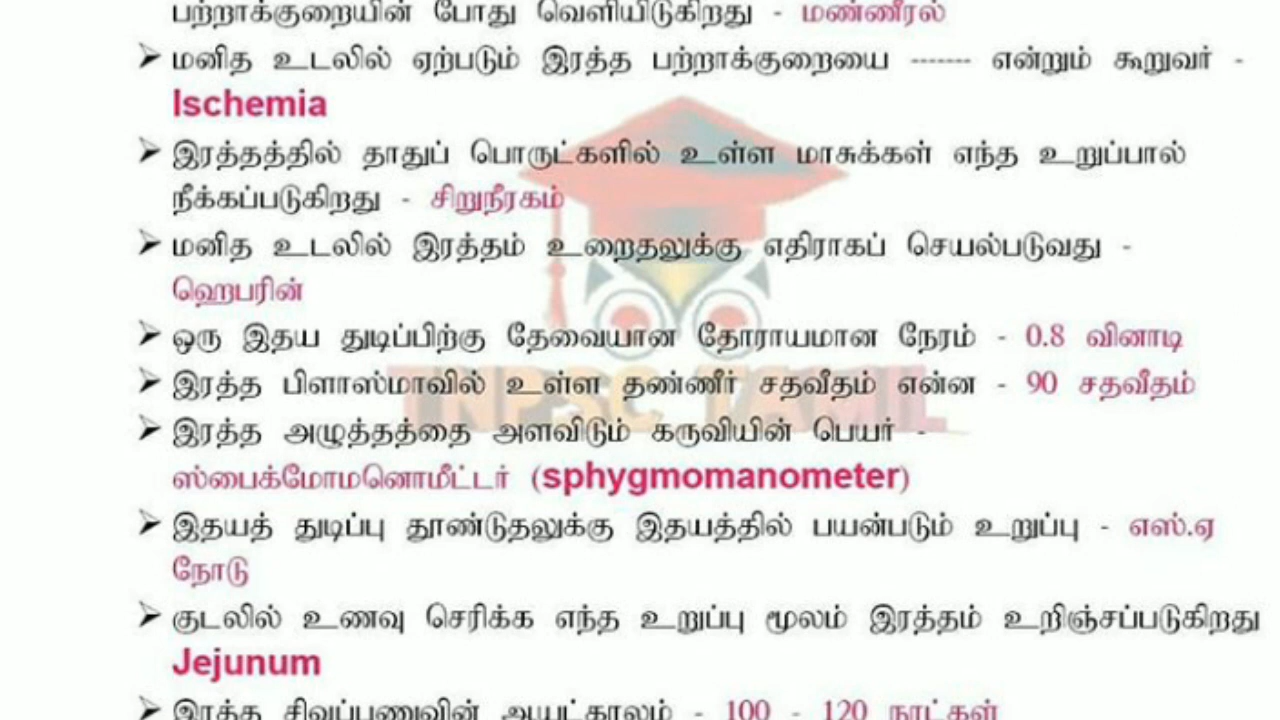 பற்றாக்குறையின் போது வெளியிடுகிறது - மண்ணீரல்
➢ மனித உடலில் ஏற்படும் இரத்த பற்றாக்குறையை ------- என்றும் கூறுவர் -
Ischemia
➢ இரத்தத்தில் தாதுப் பொருட்களில் உள்ள மாசுக்கள் எந்த உறுப்பால்
நீக்கப்படுகிறது - சிறுநீரகம்
➢ மனித உடலில் இரத்தம் உறைதலுக்கு எதிராகப் செயல்படுவது -
ஹெபரின்
➢ ஒரு இதய துடிப்பிற்கு தேவையான தோராயமான நேரம் - 0.8 வினாடி
➢ இரத்த பிளாஸ்மாவில் உள்ள தண்ணீர் சதவீதம் என்ன - 90 சதவீதம்
TNPSC TAMIL
➢ இரத்த அழுத்தத்தை அளவிடும் கருவியின் பெயர் -
ஸ்பைக்மோமனொமீட்டர் (sphygmomanometer)
➢ இதயத் துடிப்பு தூண்டுதலுக்கு இதயத்தில் பயன்படும் உறுப்பு - எஸ்.ஏ
நோடு
➢ குடலில் உணவு செரிக்க எந்த உறுப்பு மூலம் இரத்தம் உறிஞ்சப்படுகிறது
Jejunum
➢ இரத்த சிவப்பணுவின் ஆயுட்காலம் - 100 - 120 நாட்கள்